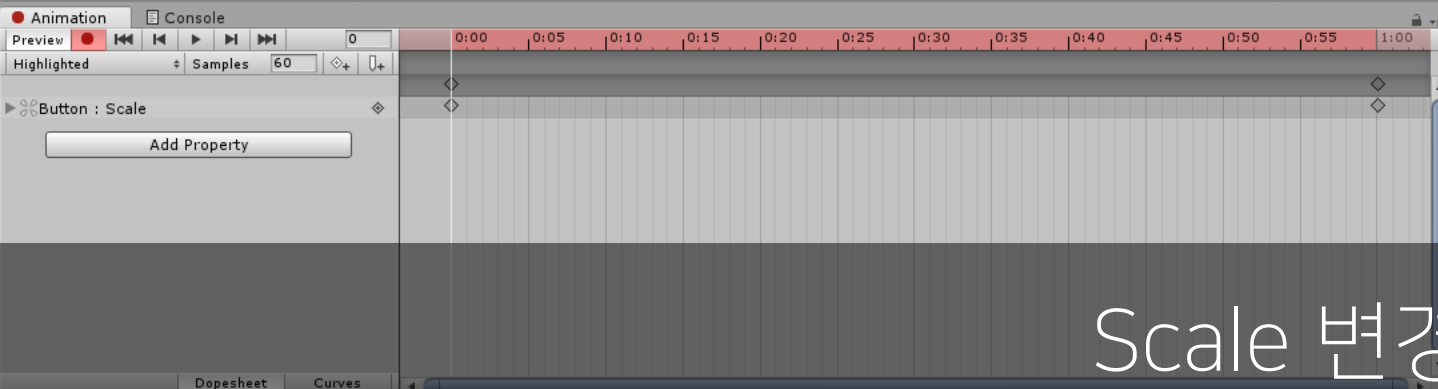 Animation Console
Preview 0 0:00 0:05 0:10 0:15 0:20 0:25 0:30 0:35 0:40 0:45 0:50 0:55 1:00
Highlighted Samples 60
Button : Scale
Add Property
Scale 변경
Dopesheet Curves